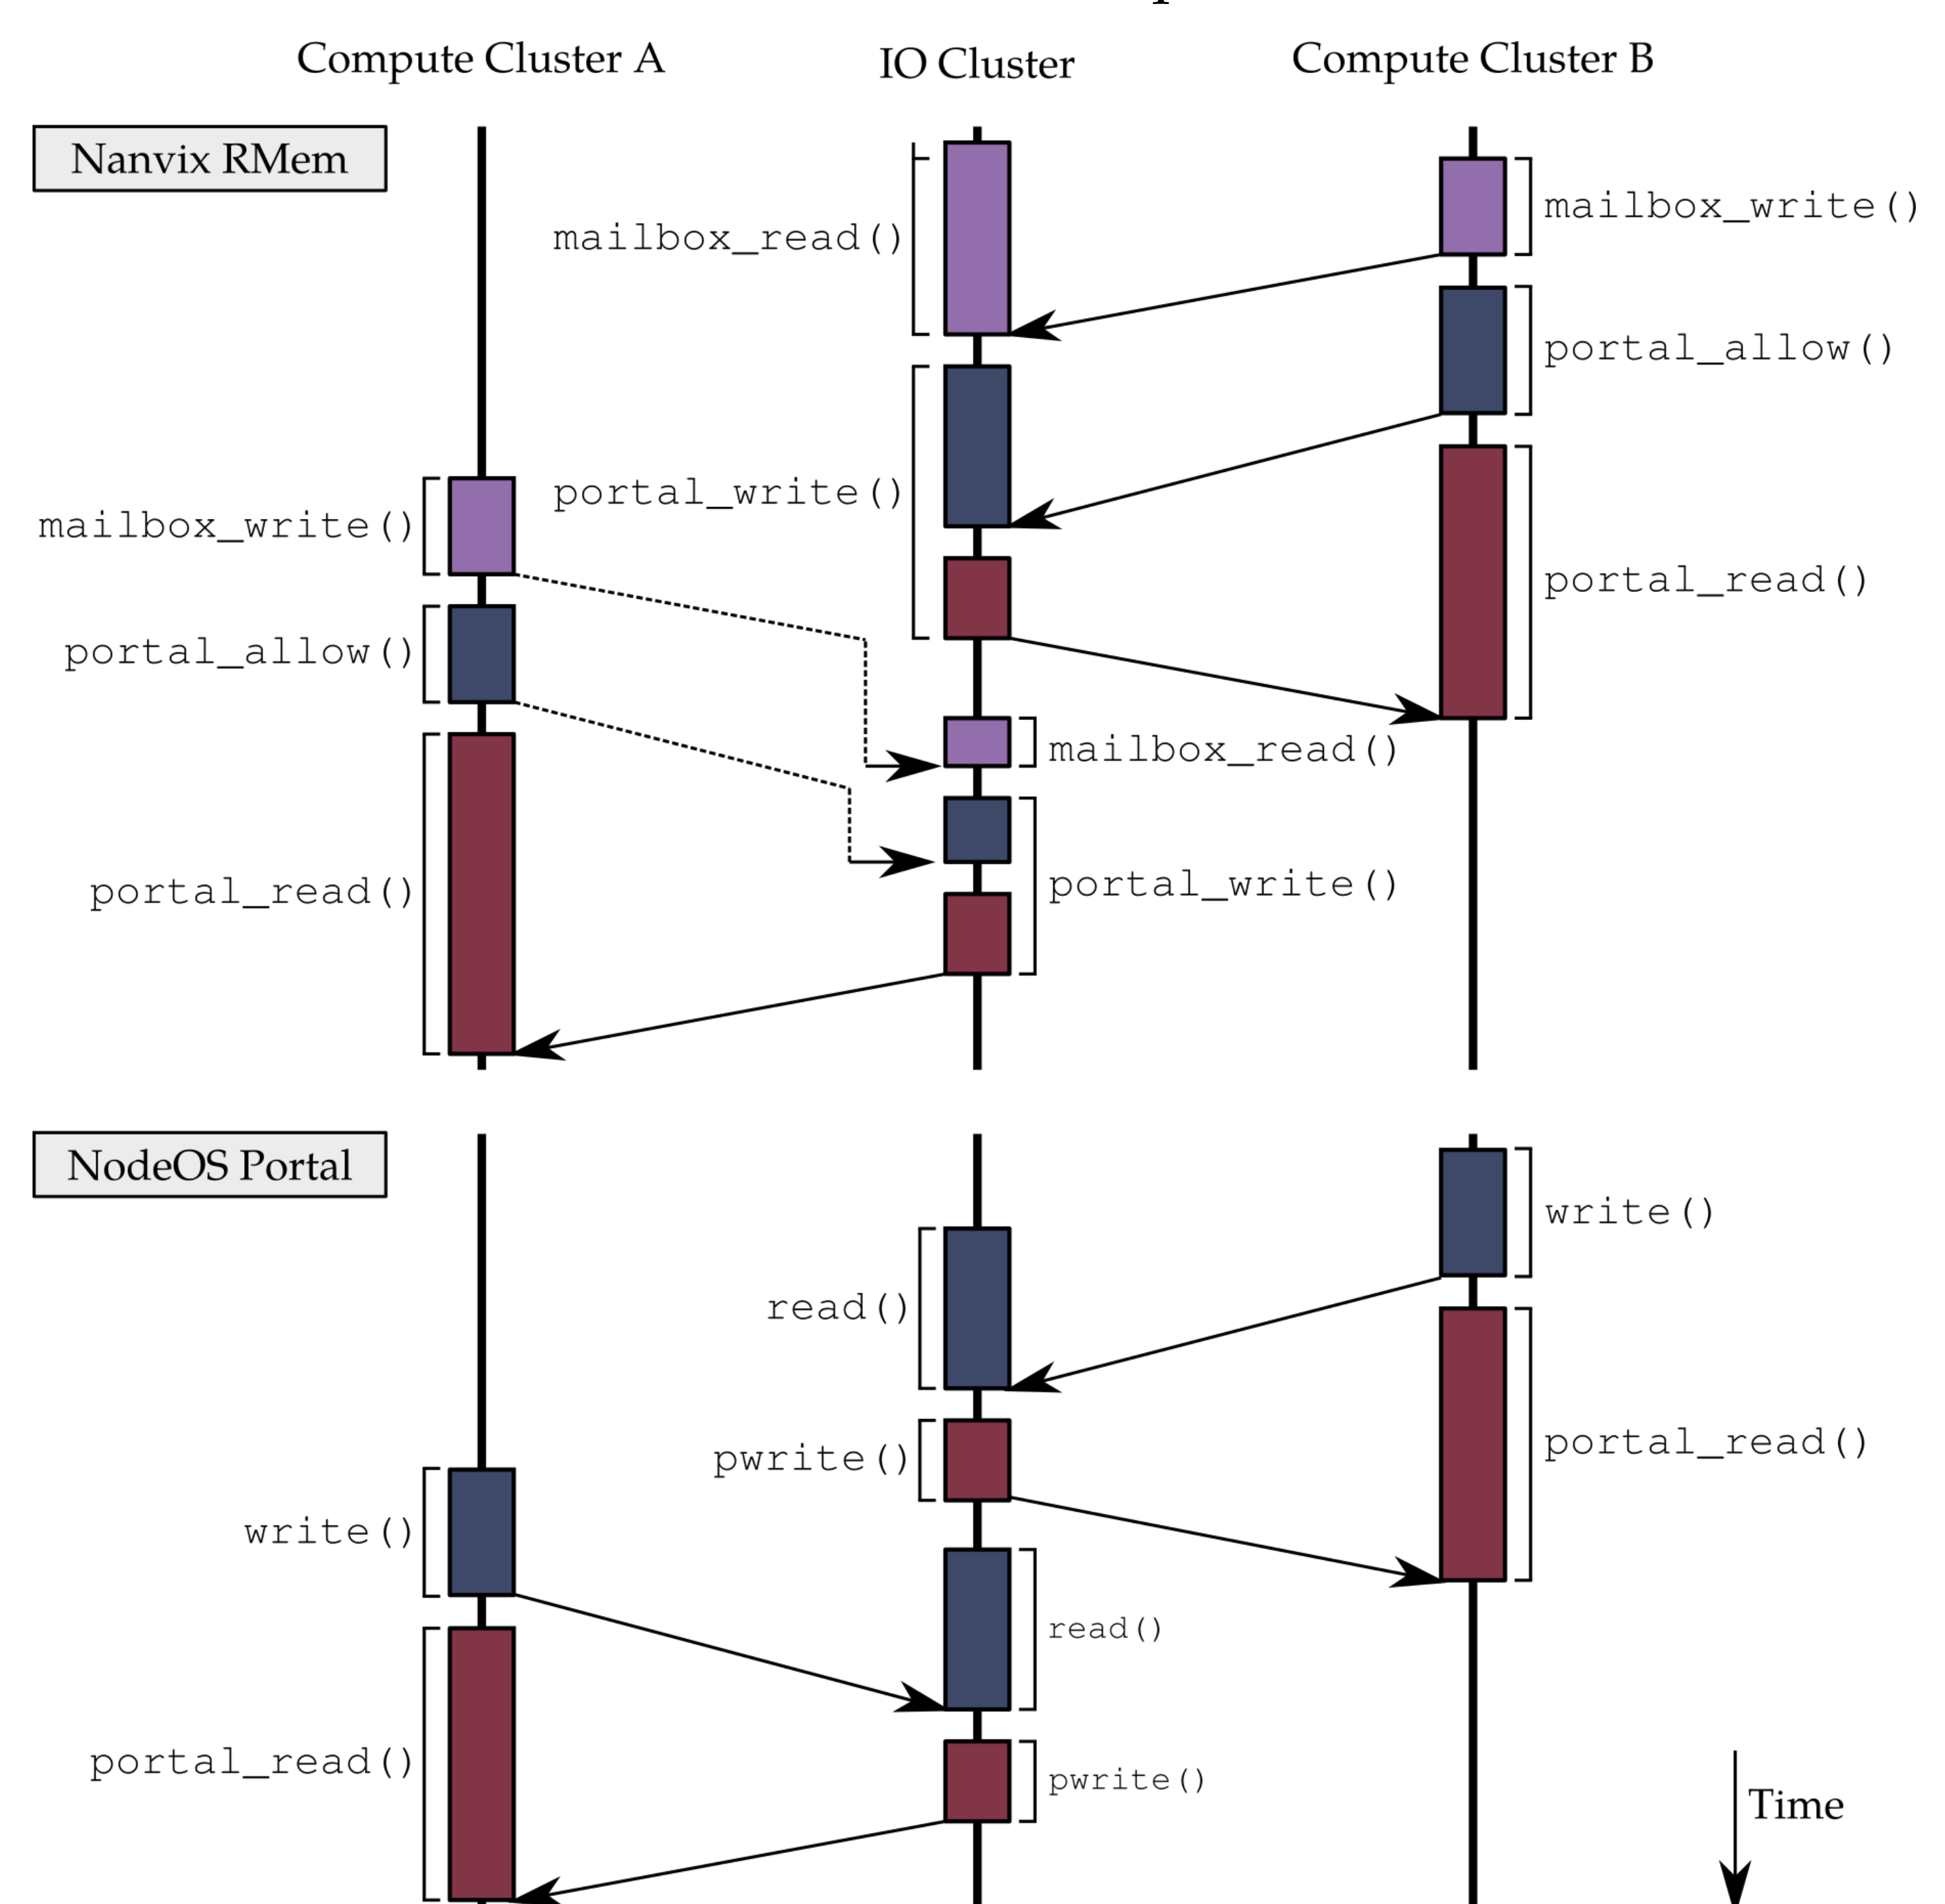 Compute Cluster A
IO Cluster
Compute Cluster B
Nanvix RMem
mailbox_write()
mailbox_read()
portal_allow()
portal_write()
mailbox_write()
portal_read()
portal_allow()
mailbox_read()
portal_write()
portal_read()
NodeOS Portal
write()
read()
portal_read()
pwrite()
write()
read()
portal_read()
pwrite()
Time